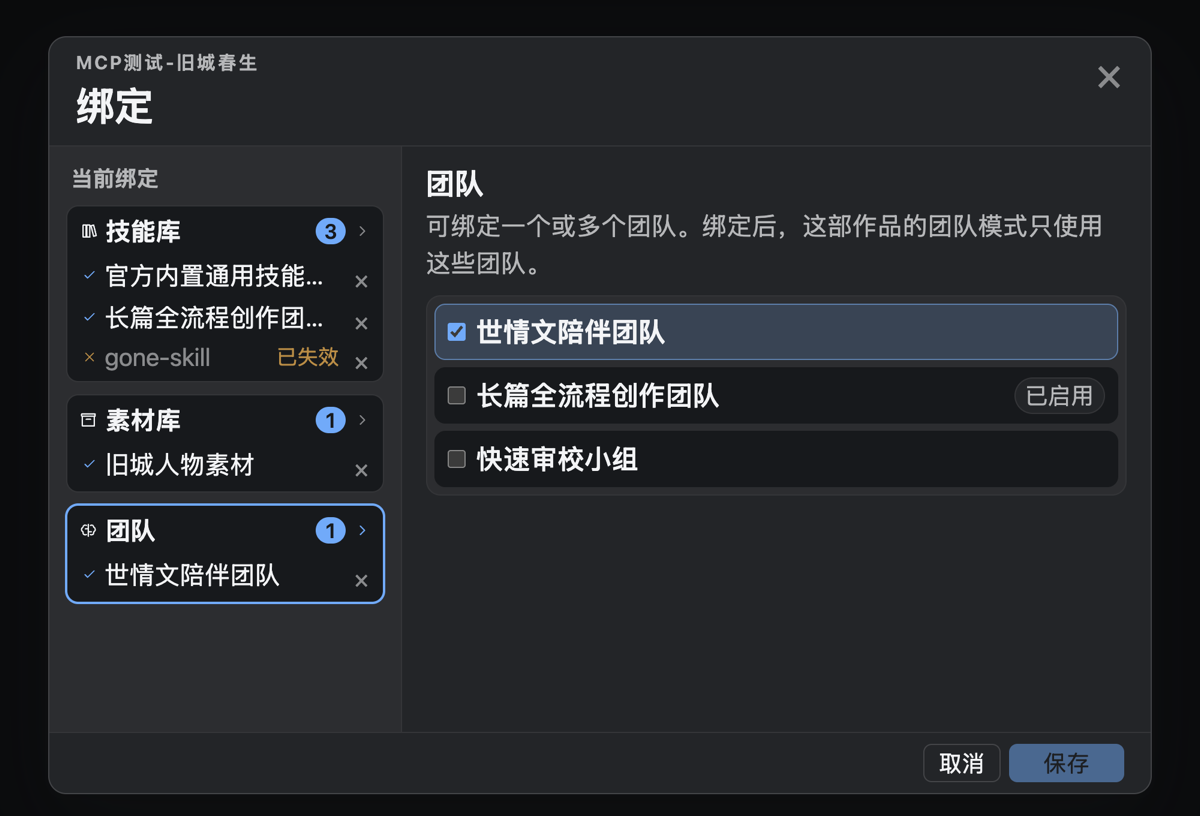 MCP测试-旧城春生
绑定
当前绑定
技能库 3
官方内置通用技能...
长篇全流程创作团...
gone-skill 已失效
素材库 1
旧城人物素材
团队 1
世情文陪伴团队
团队
可绑定一个或多个团队。绑定后，这部作品的团队模式只使用
这些团队。
世情文陪伴团队
长篇全流程创作团队 已启用
快速审校小组
取消 保存